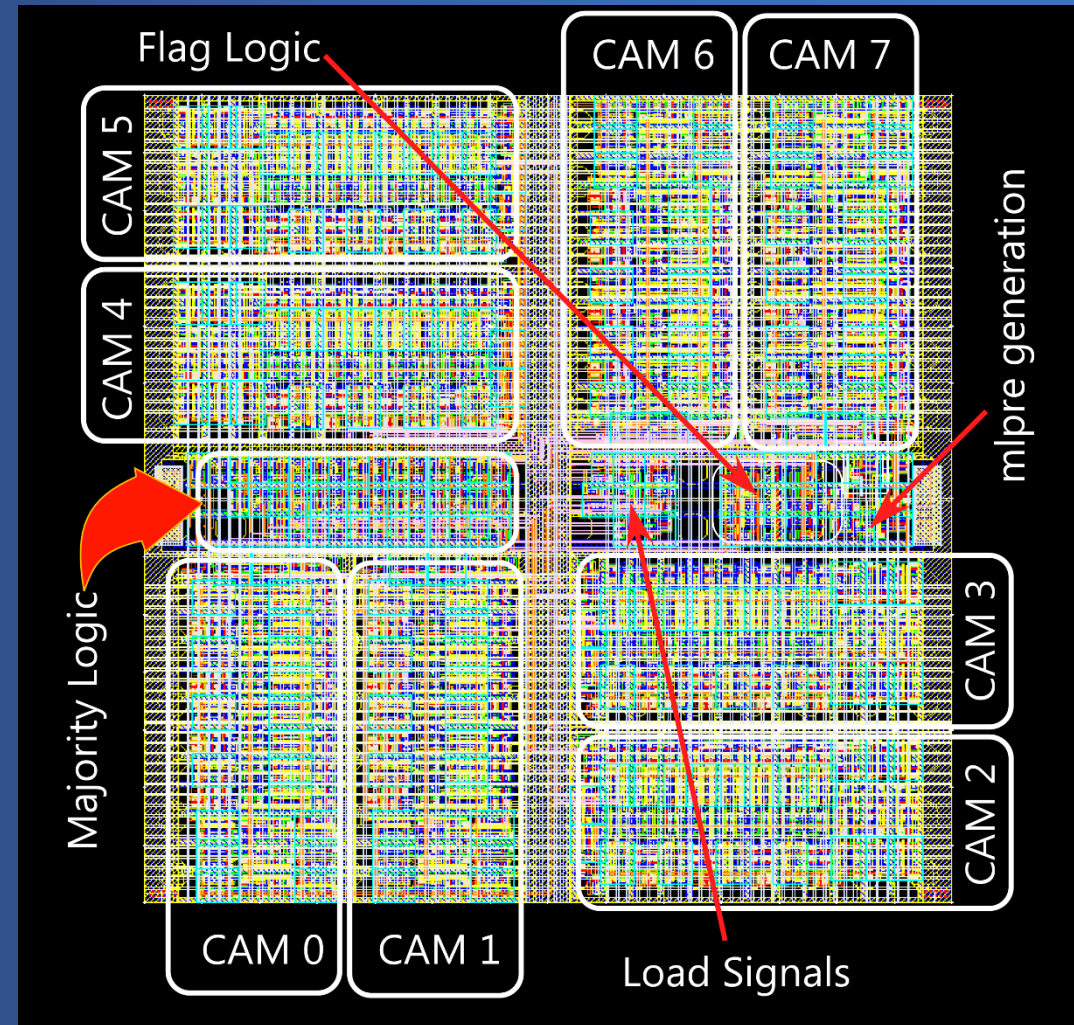 Flag Logic
CAM 6
CAM 7
CAM 5
CAM 4
mlpre generation
Majority Logic
CAM 3
CAM 2
CAM 0
CAM 1
Load Signals